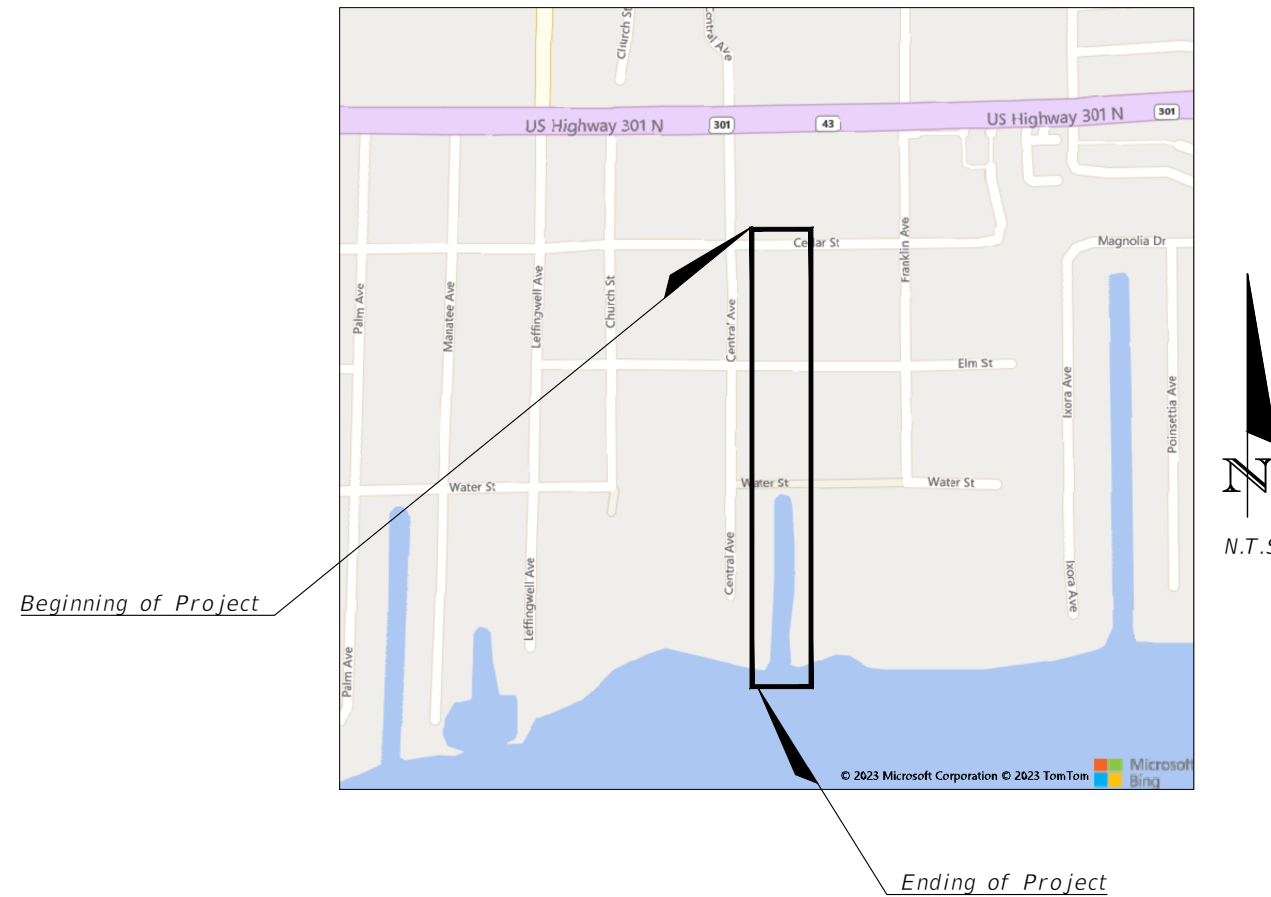 Church St
Central Ave
US Highway 301 N
301
43
US Highway 301 N
301
Cedar St
Magnolia Dr
Franklin Ave
Palm Ave
Manatee Ave
Leffingwell Ave
Church St
Central Ave
Elm St
Ixora Ave
Poinsettia Ave
Water St
Water St
Water St
N
N.T.S
Central Ave
Leffingwell Ave
Ixora Ave
Beginning of Project
Palm Ave
© 2023 Microsoft Corporation © 2023 TomTom
Microsoft
Bing
Ending of Project